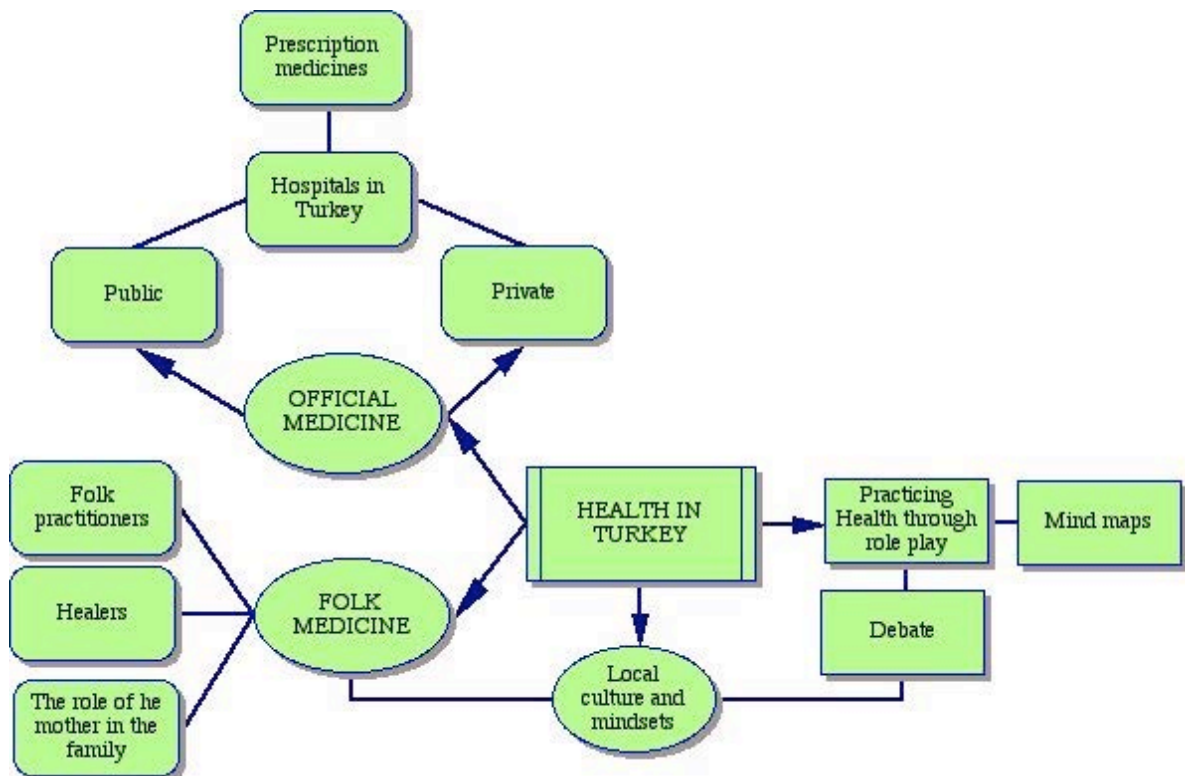 Prescription
medicines
Hospitals in
Turkey
Public
Private
OFFICIAL
MEDICINE
Folk
practitioners
HEALTH IN
TURKEY
Practicing
Health through
role play
Mind maps
Healers
FOLK
MEDICINE
Debate
The role of he
mother in the
family
Local
culture and
mindsets